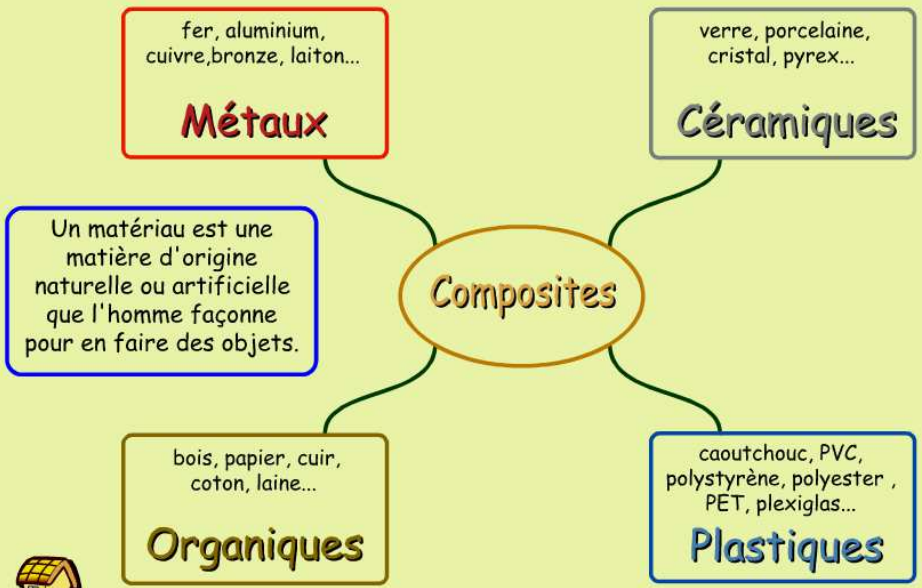 fer, aluminium,
cuivre,bronze, laiton...
Métaux
verre, porcelaine,
cristal, pyrex...
Céramiques
Un matériau est une
matière d'origine
naturelle ou artificielle
que l'homme façonne
pour en faire des objets.
Composites
bois, papier, cuir,
coton, laine...
Organiques
caoutchouc, PVC,
polystyrène, polyester ,
PET, plexiglas...
Plastiques